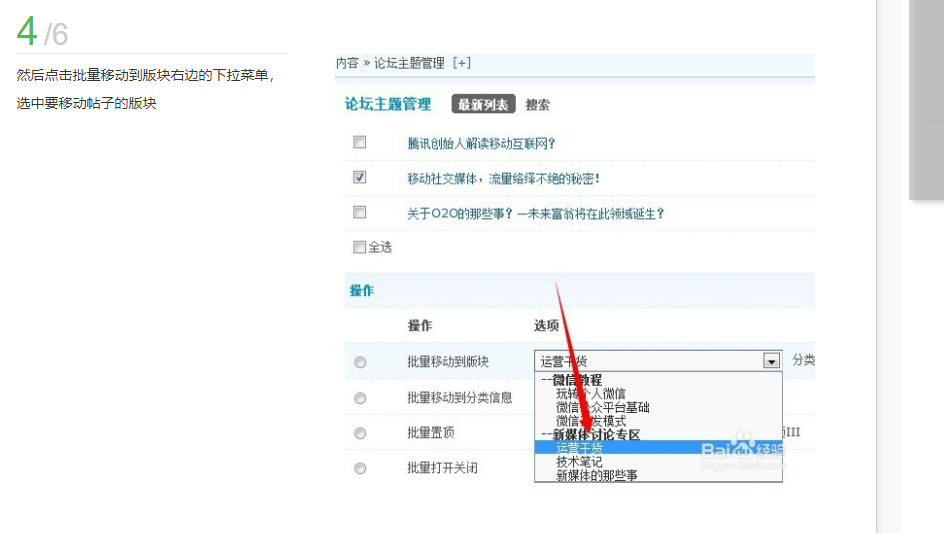 4 /6
然后点击批量移动到版块右边的下拉菜单，
选中要移动帖子的版块
内容 » 论坛主题管理 [+]
论坛主题管理 最新列表 搜索
腾讯创始人解读移动互联网？
移动社交媒体，流量络绎不绝的秘密！
关于O2O的那些事？—未来富翁将在此领域诞生？
全选
操作
操作 选项
批量移动到版块 运营干货 分类
--微信教程
玩转个人微信
批量移动到分类信息 微信公众平台基础
微信开发模式
批量置顶 --新媒体讨论专区 III
运营干货 Baidu 经验
技术笔记 jingyan.baidu.com
批量打开关闭
新媒体的那些事